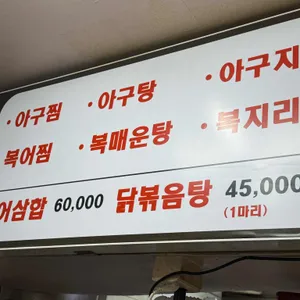 · 아구찜 · 아구탕 · 아구지
복어찜 · 복매운탕 · 복지리
어삼합 60,000 닭볶음탕 45,000
(1마리)